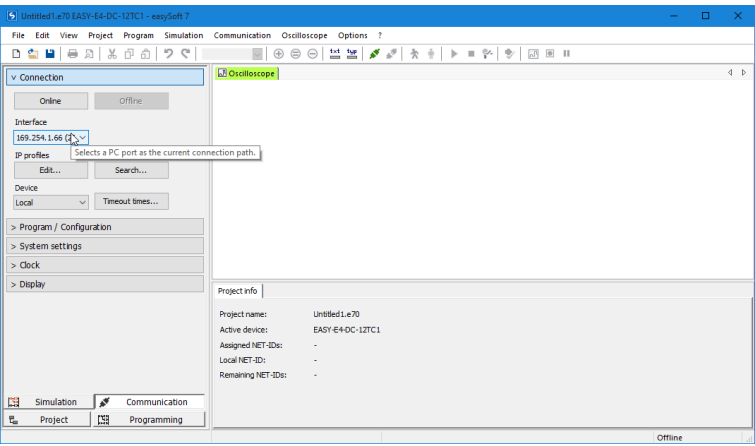 Untitled1.e70 EASY-E4-DC-12TC1 - easySoft 7
File Edit View Project Program Simulation Communication Oscilloscope Options ?
txt typ
v Connection
Oscilloscope
Online Offline
Interface
169.254.1.66 (2
Selects a PC port as the current connection path.
IP profiles
Edit... Search...
Device
Local Timeout times...
> Program / Configuration
> System settings
> Clock
> Display
Project info
Project name: Untitled1.e70
Active device: EASY-E4-DC-12TC1
Assigned NET-IDs: -
Local NET-ID: -
Remaining NET-IDs: -
Simulation Communication
Project Programming
Offline